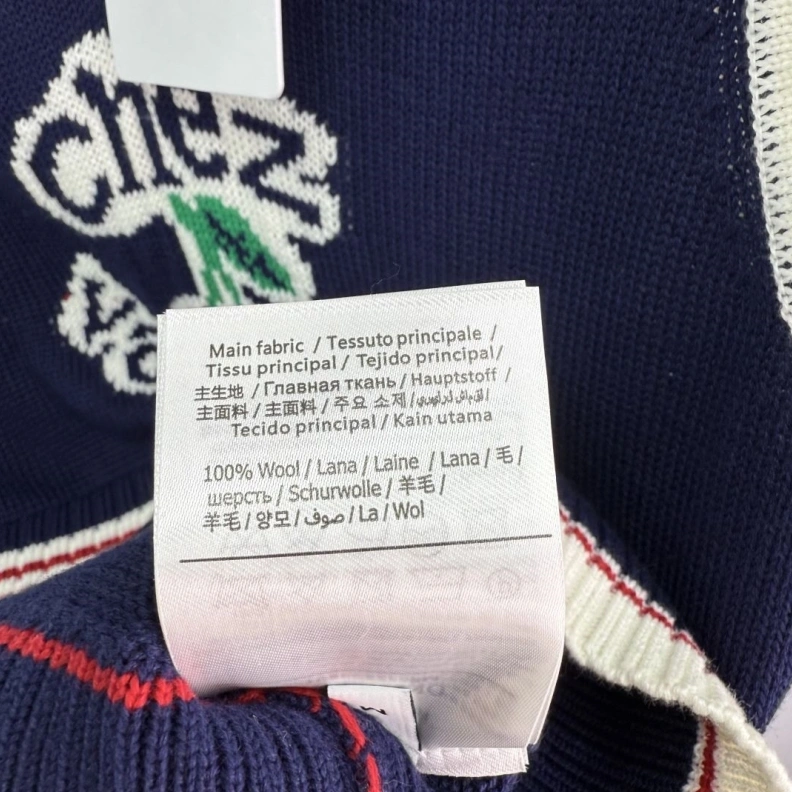 chez
Main fabric / Tessuto principale /
Tissu principal / Tejido principal/
主生地 / Главная ткань / Hauptstoff /
主面料 / 主面料 / 주요 소제 /
Tecido principal / Kain utama
100% Wool / Lana / Laine / Lana / 毛 /
шерсть / Schurwolle / 羊毛 /
羊毛 / 양모 / صوف / La / Wol